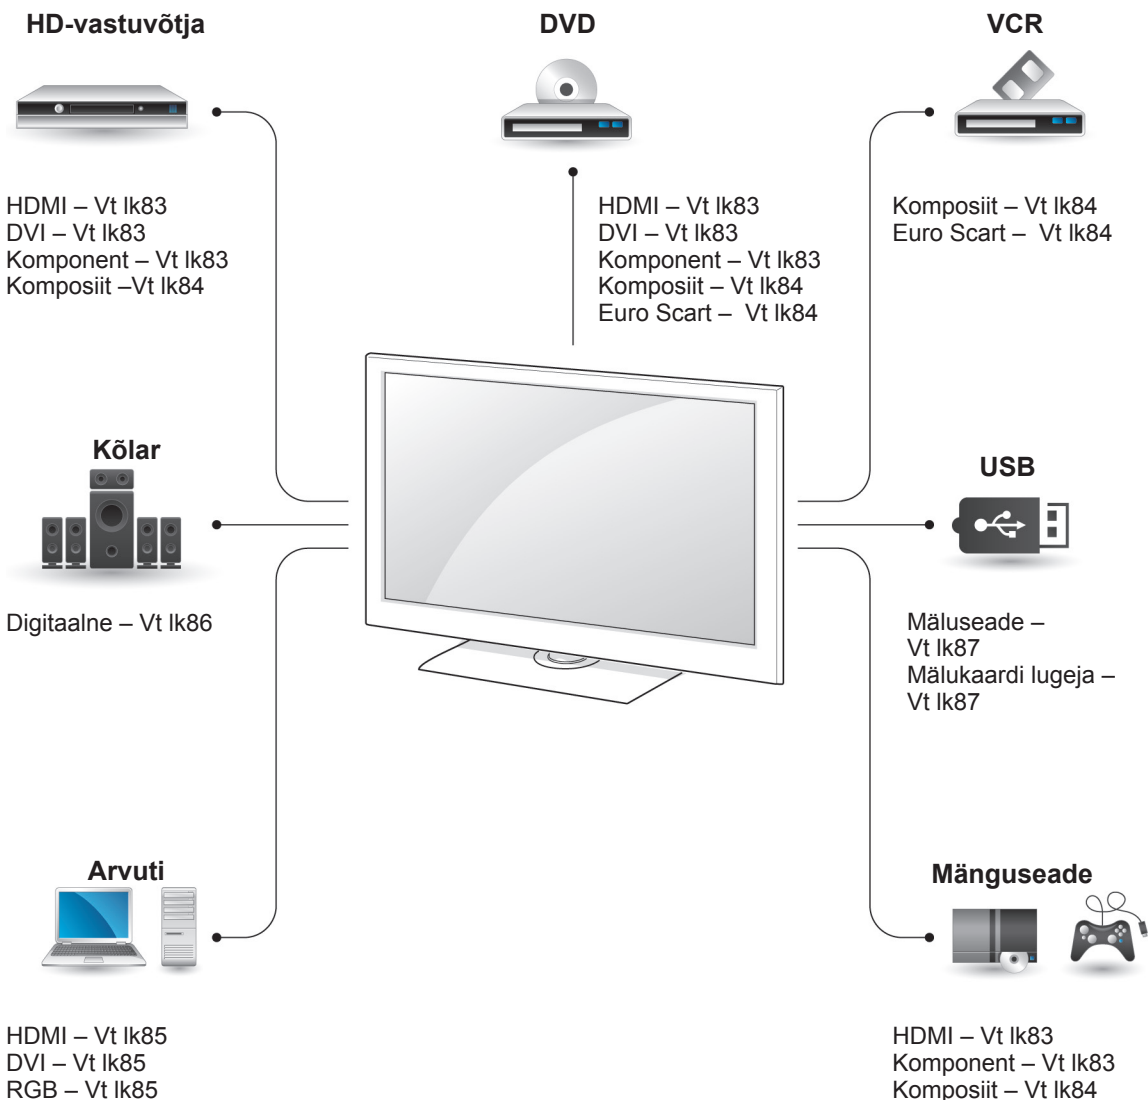 HD-vastuvõtja
HDMI – Vt lk83
DVI – Vt lk83
Komponent – Vt lk83
Komposiit –Vt lk84
DVD
HDMI – Vt lk83
DVI – Vt lk83
Komponent – Vt lk83
Komposiit – Vt lk84
Euro Scart – Vt lk84
VCR
Komposiit – Vt lk84
Euro Scart – Vt lk84
Kõlar
Digitaalne – Vt lk86
USB
Mäluseade –
Vt lk87
Mälukaardi lugeja –
Vt lk87
Arvuti
HDMI – Vt lk85
DVI – Vt lk85
RGB – Vt lk85
Mänguseade
HDMI – Vt lk83
Komponent – Vt lk83
Komposiit – Vt lk84